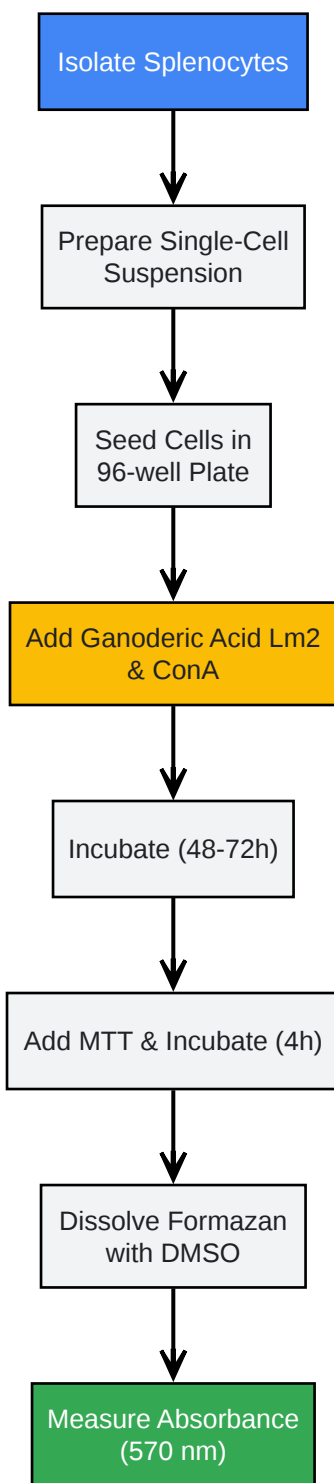 Isolate Splenocytes
Prepare Single-Cell
Suspension
Seed Cells in
96-well Plate
Add Ganoderic Acid Lm2
& ConA
Incubate (48-72h)
Add MTT & Incubate (4h)
Dissolve Formazan
with DMSO
Measure Absorbance
(570 nm)